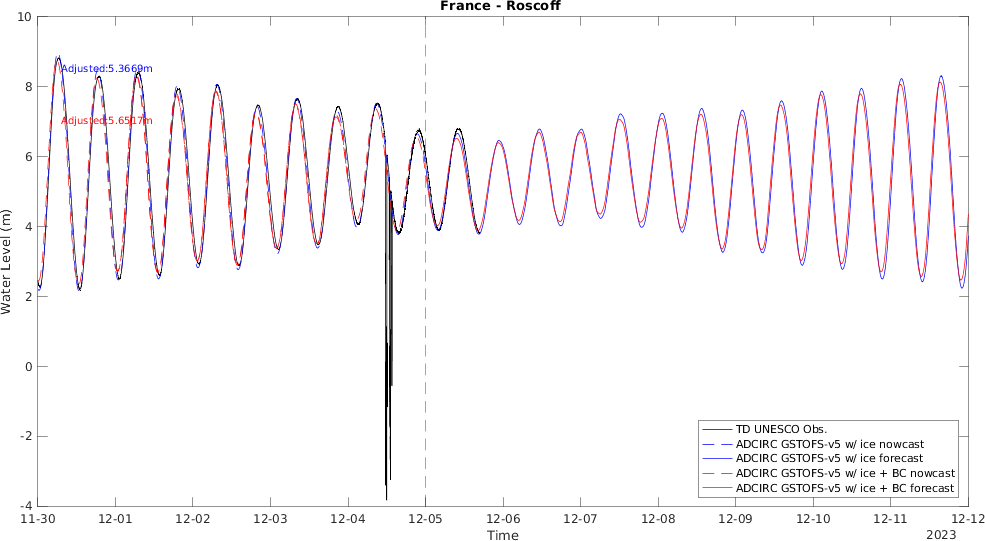 France - Roscoff
Water Level (m)
10
8
6
4
2
0
-2
-4
Adjusted:5.3669m
Adjusted:5.6517m
TD UNESCO Obs.
ADCIRC GSTOFS-v5 w/ ice nowcast
ADCIRC GSTOFS-v5 w/ ice forecast
ADCIRC GSTOFS-v5 w/ ice + BC nowcast
ADCIRC GSTOFS-v5 w/ ice + BC forecast
11-30 12-01 12-02 12-03 12-04 12-05 12-06 12-07 12-08 12-09 12-10 12-11 12-12
Time
2023